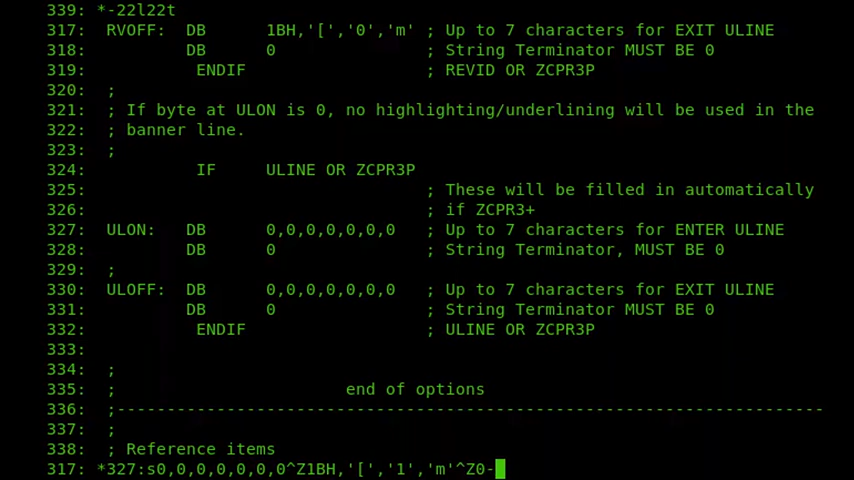 339: *-22l22t
317: RVOFF: DB 1BH,'[','0','m' ; Up to 7 characters for EXIT ULINE
318: DB 0 ; String Terminator MUST BE 0
319: ENDIF ; REVID OR ZCPR3P
320: ;
321: ; If byte at ULON is 0, no highlighting/underlining will be used in the
322: ; banner line.
323: ;
324: IF ULINE OR ZCPR3P
325: ; These will be filled in automatically
326: ; if ZCPR3+
327: ULON: DB 0,0,0,0,0,0,0 ; Up to 7 characters for ENTER ULINE
328: DB 0 ; String Terminator, MUST BE 0
329: ;
330: ULOFF: DB 0,0,0,0,0,0,0 ; Up to 7 characters for EXIT ULINE
331: DB 0 ; String Terminator MUST BE 0
332: ENDIF ; ULINE OR ZCPR3P
333:
334: ;
335: ; end of options
336: ;-----------------------------------------------------------------------
337: ;
338: ; Reference items
317: *327:s0,0,0,0,0,0,0^Z1BH,'[','1','m'^Z0-